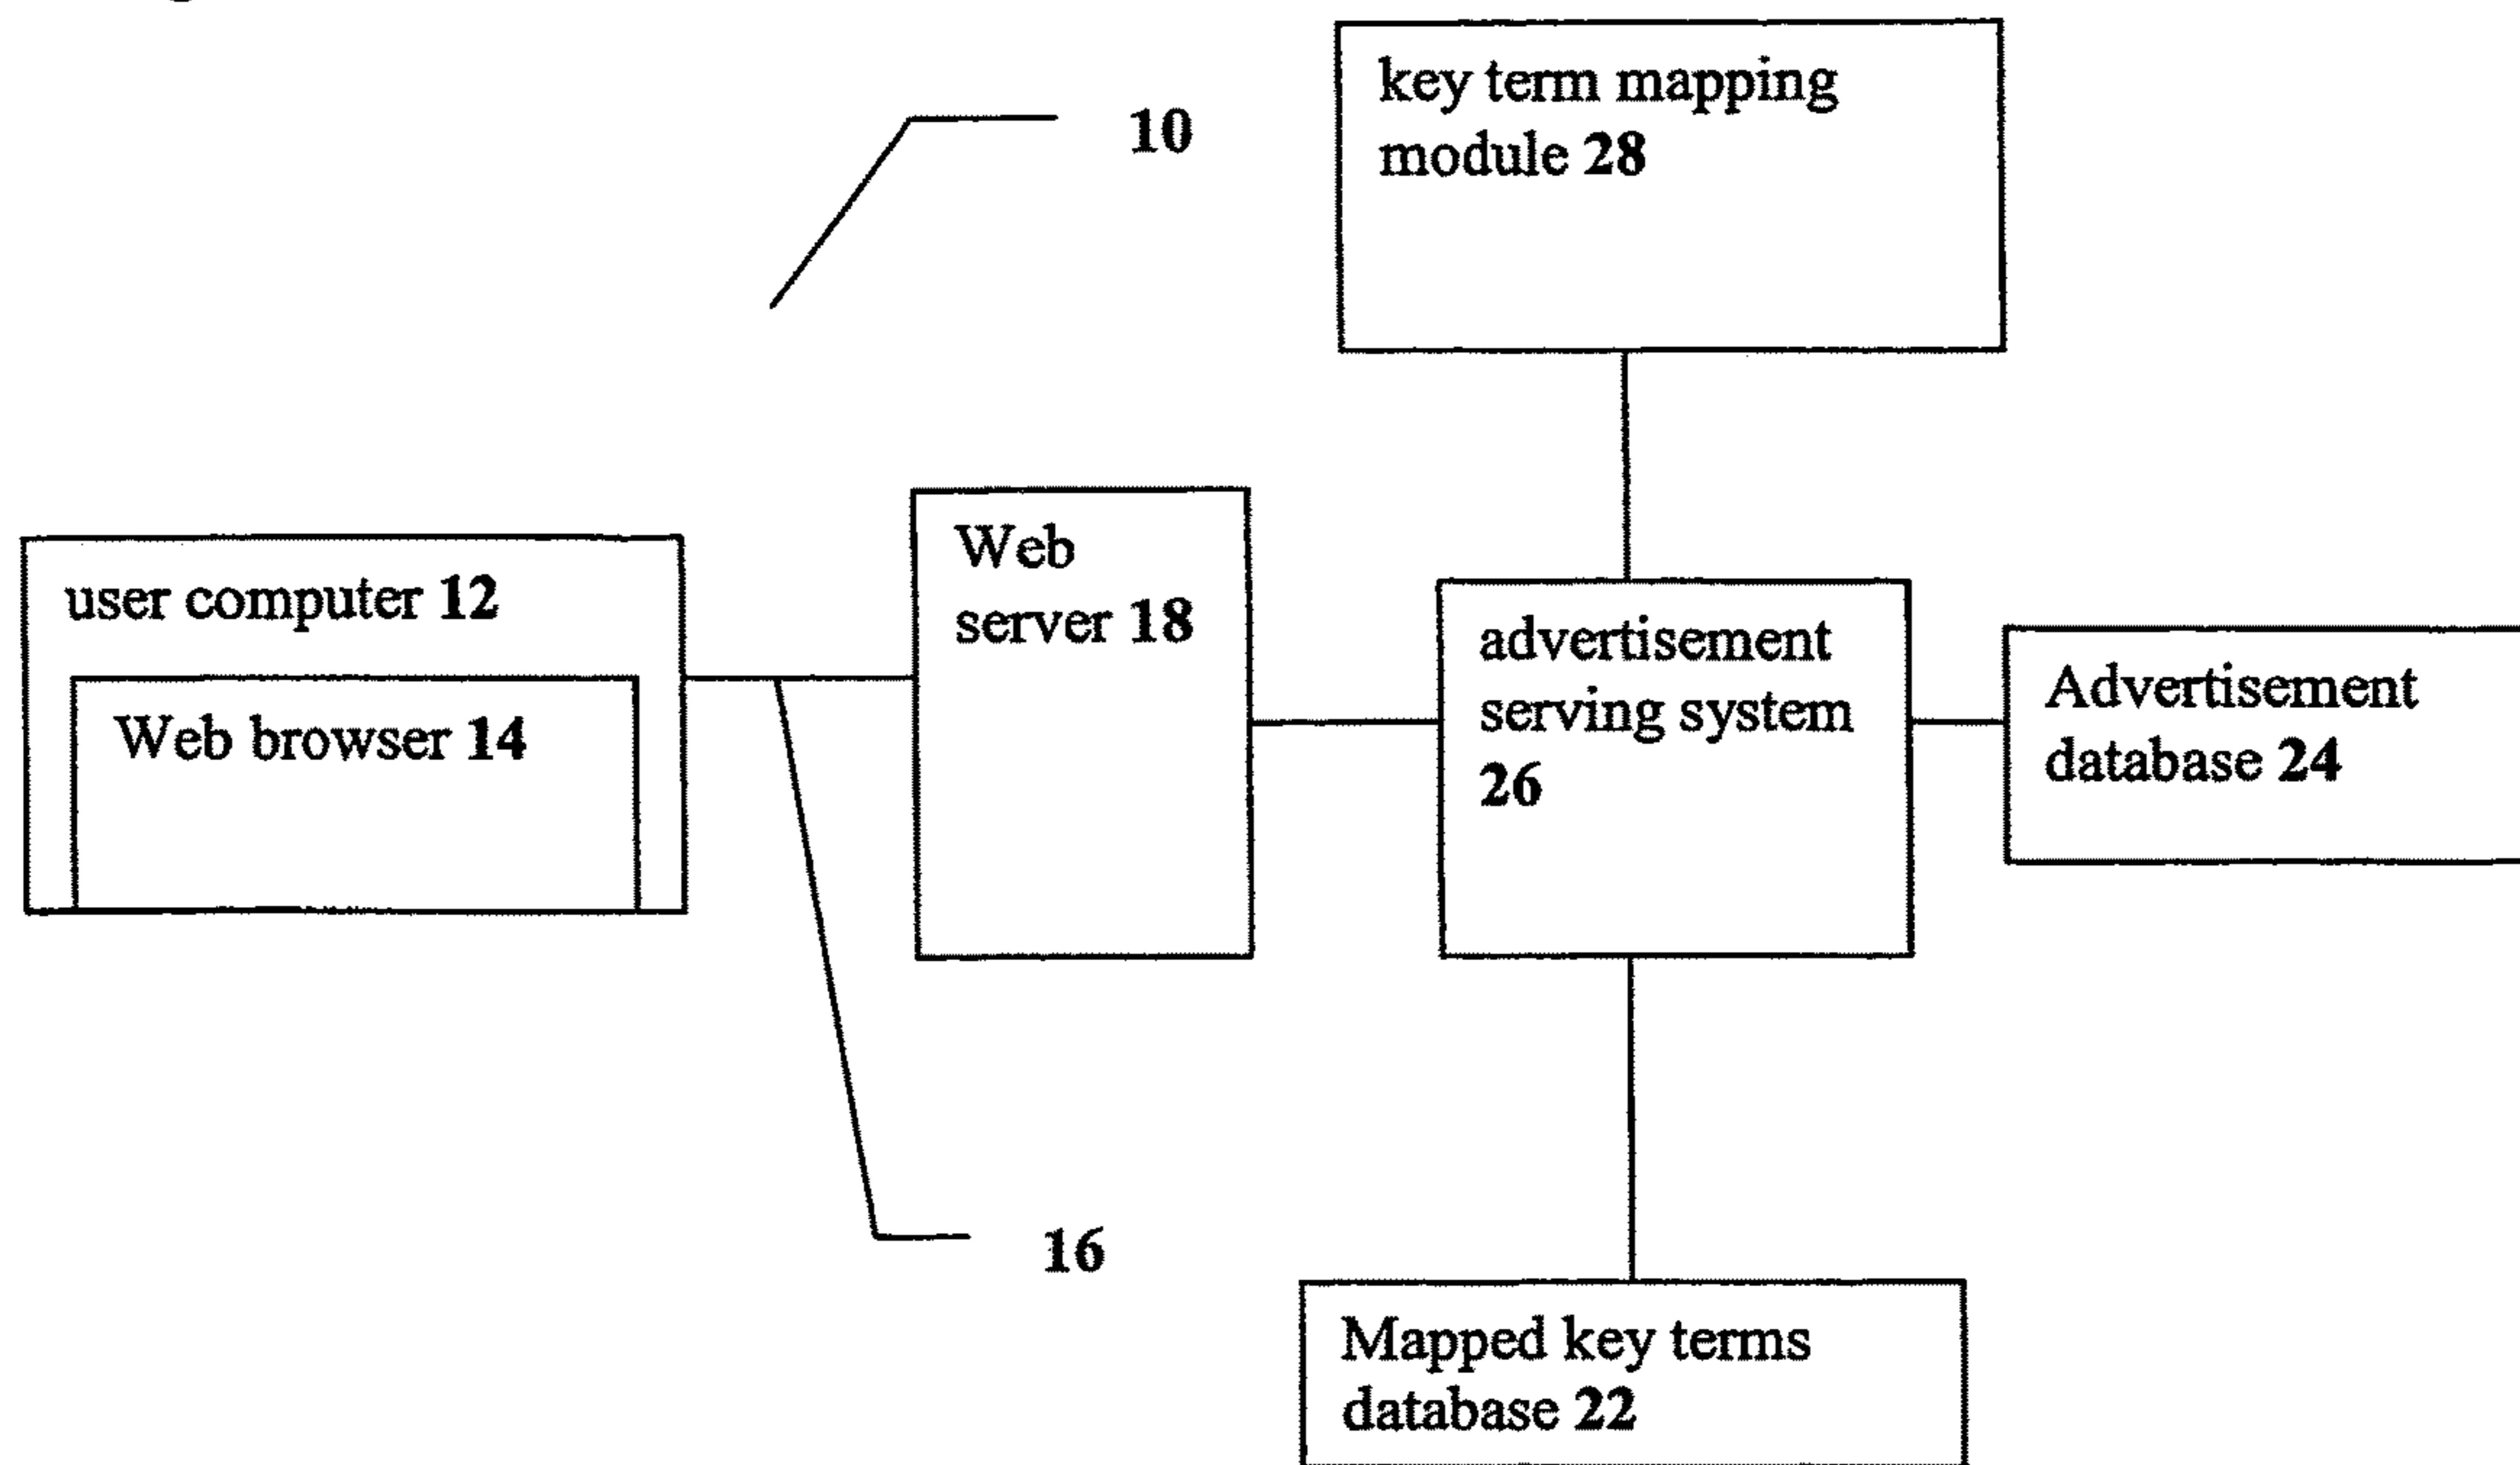 10
key term mapping
module 28
Web
server 18
user computer 12
Web browser 14
advertisement
serving system
26
Advertisement
database 24
16
Mapped key terms
database 22